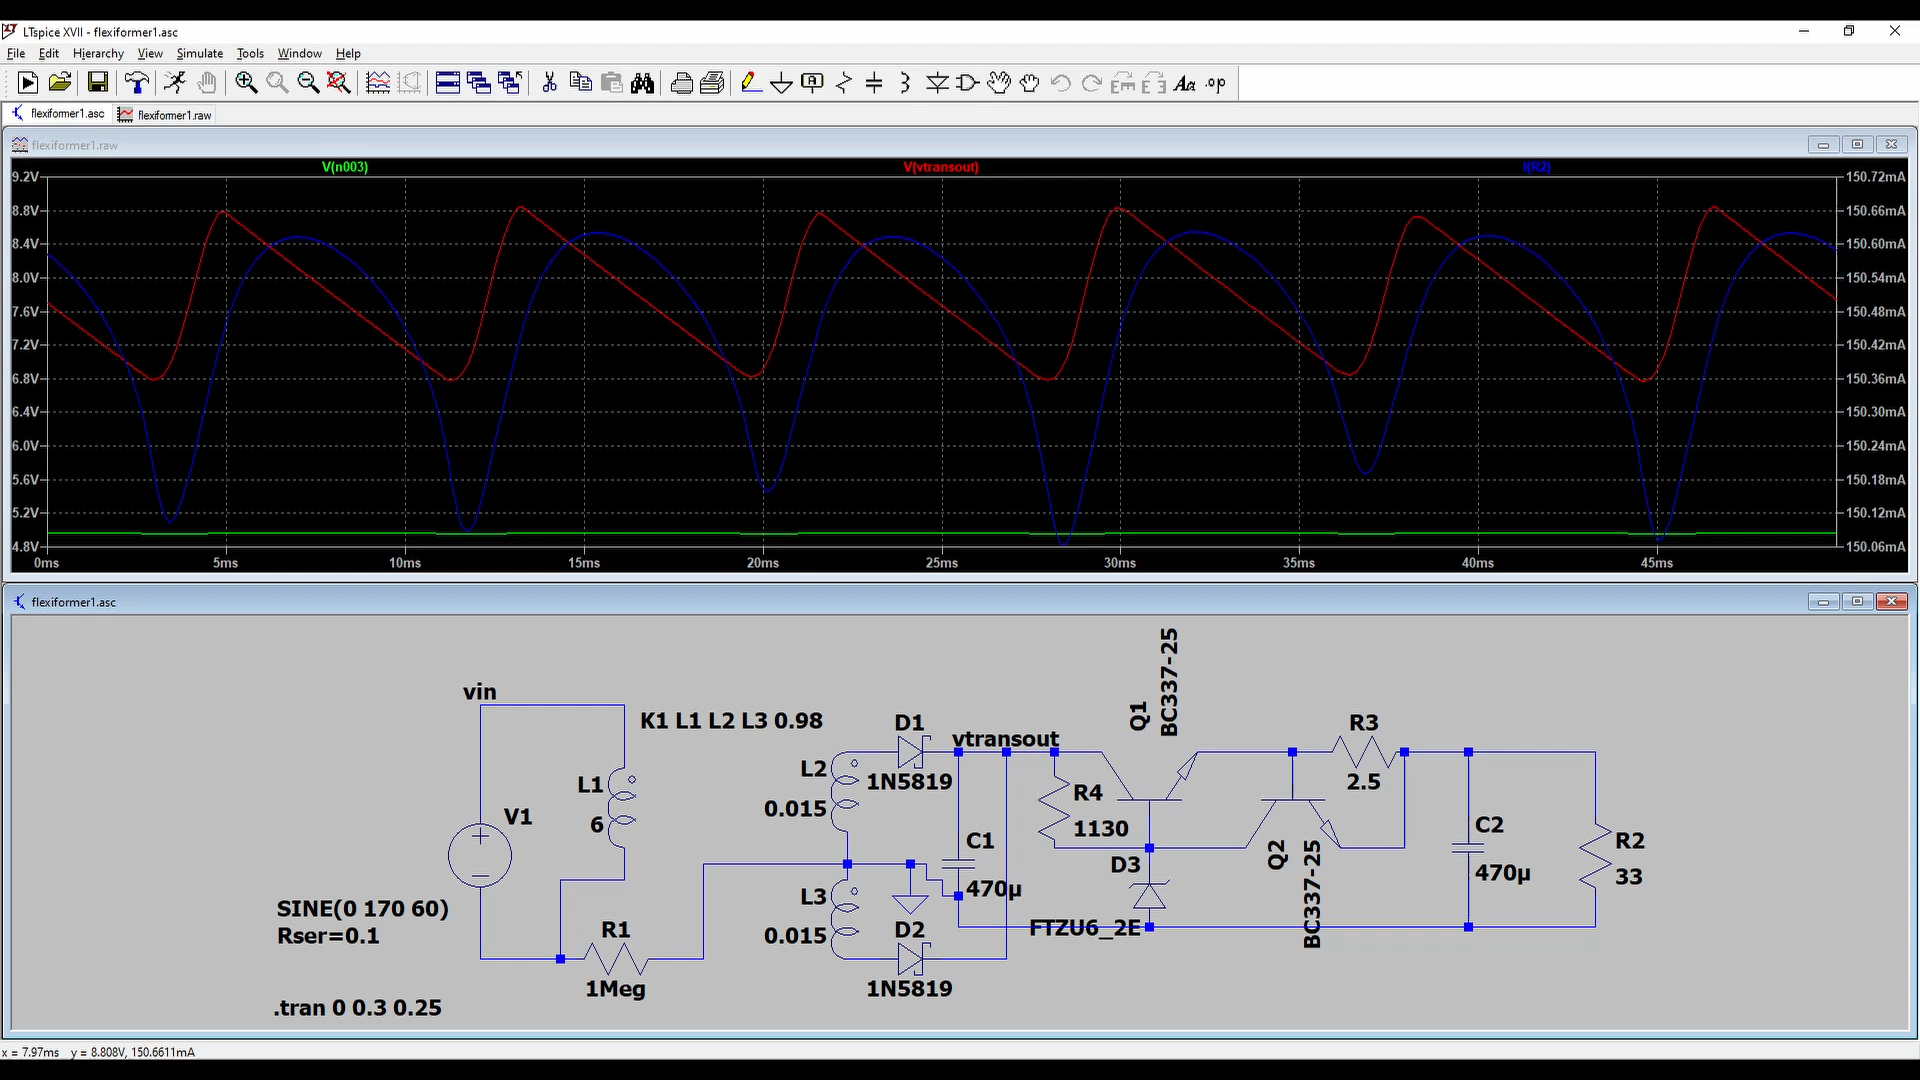 LTspice XVII - flexiformer1.asc
File Edit Hierarchy View Simulate Tools Window Help
flexiformer1.asc flexiformer1.raw
flexiformer1.raw
V(n003) V(vtransout) I(R2)
9.2V 150.72mA
8.8V 150.66mA
8.4V 150.60mA
8.0V 150.54mA
7.6V 150.48mA
7.2V 150.42mA
6.8V 150.36mA
6.4V 150.30mA
6.0V 150.24mA
5.6V 150.18mA
5.2V 150.12mA
4.8V 150.06mA
0ms 5ms 10ms 15ms 20ms 25ms 30ms 35ms 40ms 45ms
flexiformer1.asc
vin
K1 L1 L2 L3 0.98
L1
6
V1
SINE(0 170 60)
Rser=0.1
R1
1Meg
.tran 0 0.3 0.25
L2
0.015
L3
0.015
D1
1N5819
D2
1N5819
vtransout
C1
470µ
R4
1130
D3
FTZU6_2E
Q1
BC337-25
Q2
BC337-25
R3
2.5
C2
470µ
R2
33
x = 7.97ms y = 8.808V, 150.6611mA